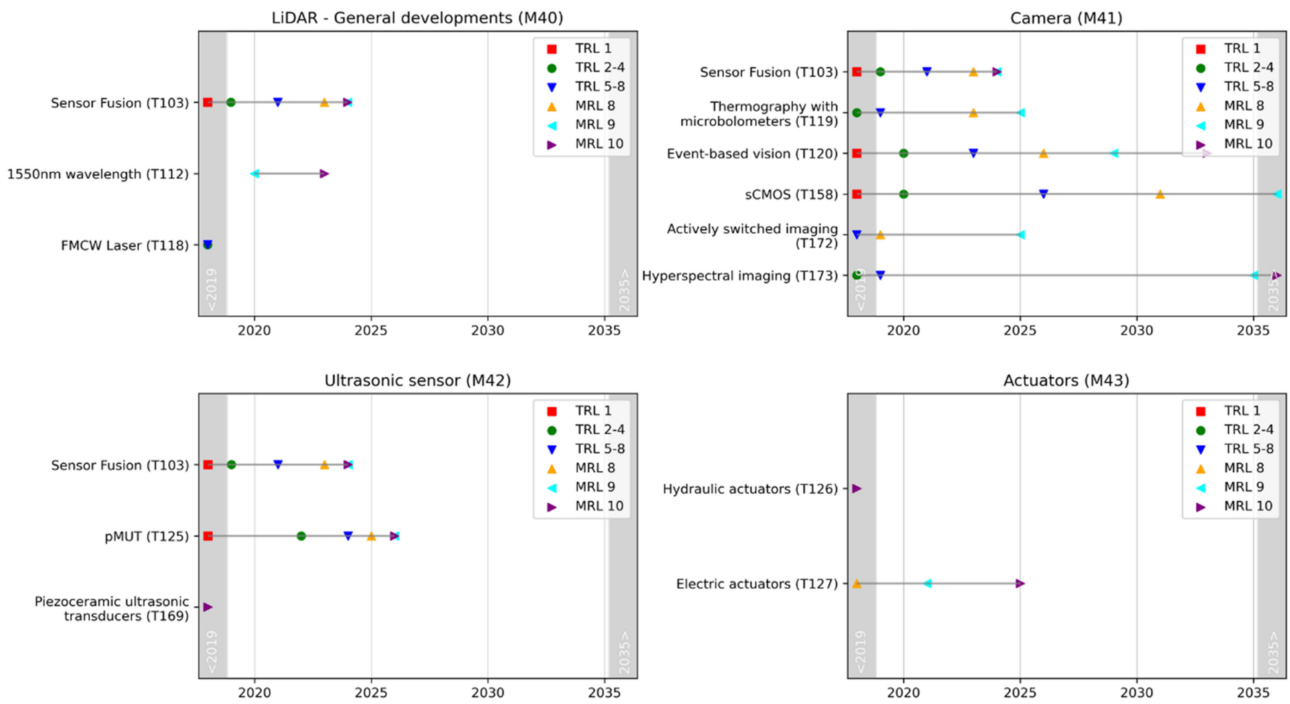 LiDAR - General developments (M40)
TRL 1
TRL 2-4
TRL 5-8
MRL 8
MRL 9
MRL 10
Sensor Fusion (T103)
1550nm wavelength (T112)
FMCW Laser (T118)
<2019
2035>
2020
2025
2030
2035
Camera (M41)
TRL 1
TRL 2-4
TRL 5-8
MRL 8
MRL 9
MRL 10
Sensor Fusion (T103)
Thermography with
microbolometers (T119)
Event-based vision (T120)
sCMOS (T158)
Actively switched imaging
(T172)
Hyperspectral imaging (T173)
<2019
2035>
2020
2025
2030
2035
Ultrasonic sensor (M42)
TRL 1
TRL 2-4
TRL 5-8
MRL 8
MRL 9
MRL 10
Sensor Fusion (T103)
pMUT (T125)
Piezoceramic ultrasonic
transducers (T169)
<2019
2035>
2020
2025
2030
2035
Actuators (M43)
TRL 1
TRL 2-4
TRL 5-8
MRL 8
MRL 9
MRL 10
Hydraulic actuators (T126)
Electric actuators (T127)
<2019
2035>
2020
2025
2030
2035